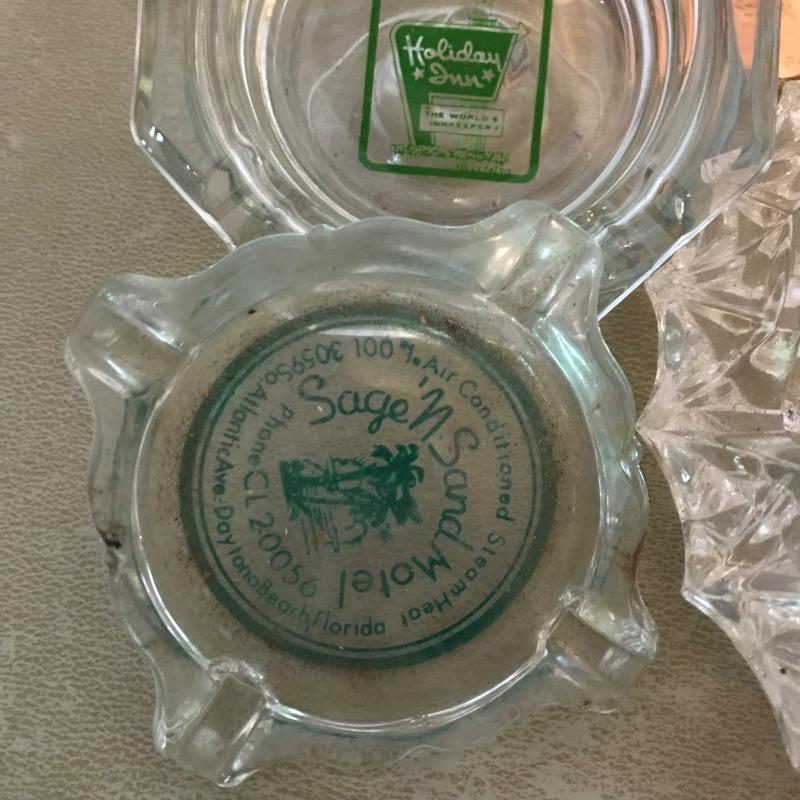 Holiday
Inn
THE WORLD'S
INNKEEPER
100% Air Conditioned Steam Heat
Sage 'N Sand Motel
Phone CL 20056
3059 So. Atlantic Ave. Daytona Beach, Florida